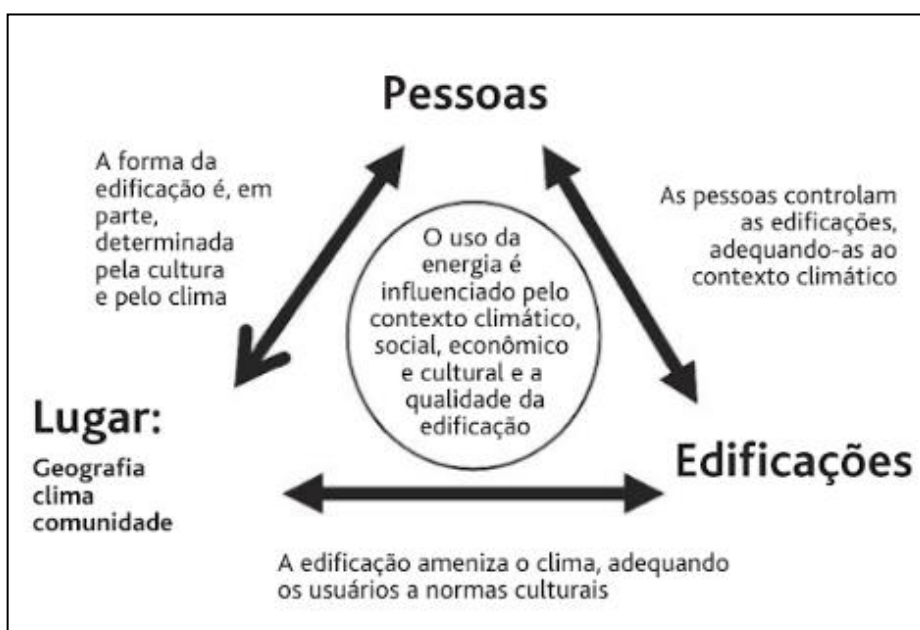 Pessoas
A forma da
edificação é, em
parte,
determinada
pela cultura
e pelo clima
O uso da
energia é
influenciado pelo
contexto climático,
social, econômico
e cultural e a
qualidade da
edificação
As pessoas controlam
as edificações,
adequando-as ao
contexto climático
Lugar:
Geografia
clima
comunidade
Edificações
A edificação ameniza o clima, adequando
os usuários a normas culturais